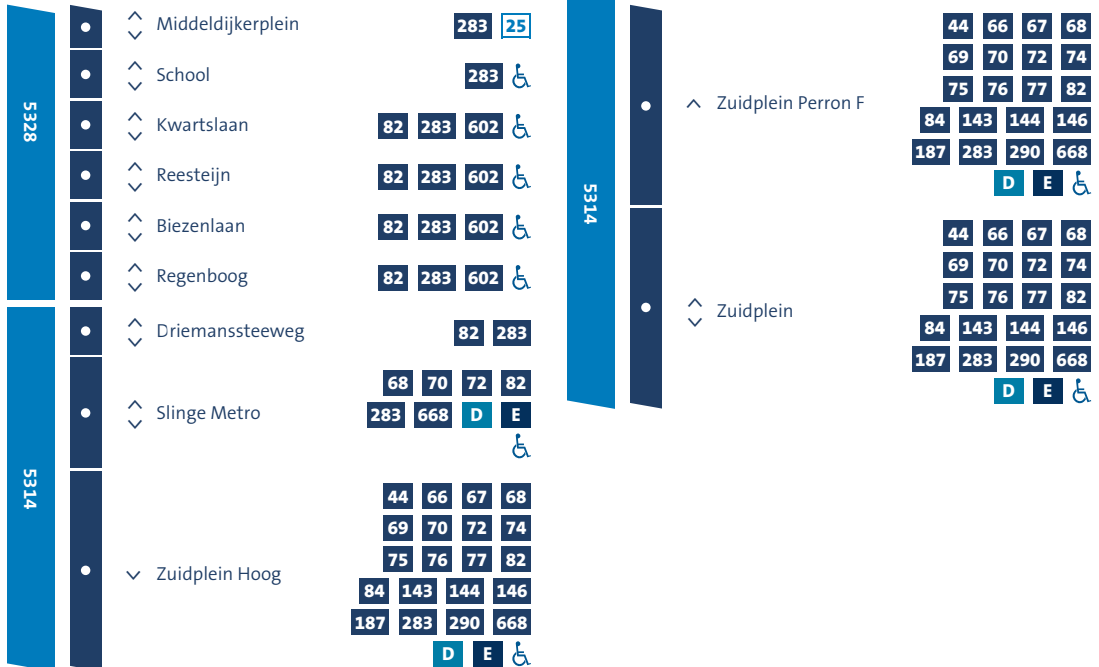 5328
Middeldijkerplein 283 25
School 283
Kwartslaan 82 283 602
Reesteijn 82 283 602
Biezenlaan 82 283 602
Regenboog 82 283 602
5314
Driemanssteeweg 82 283
Slinge Metro
68 70 72 82
283 668 D E
Zuidplein Hoog
44 66 67 68
69 70 72 74
75 76 77 82
84 143 144 146
187 283 290 668
D E
5314
Zuidplein Perron F
44 66 67 68
69 70 72 74
75 76 77 82
84 143 144 146
187 283 290 668
D E
Zuidplein
44 66 67 68
69 70 72 74
75 76 77 82
84 143 144 146
187 283 290 668
D E